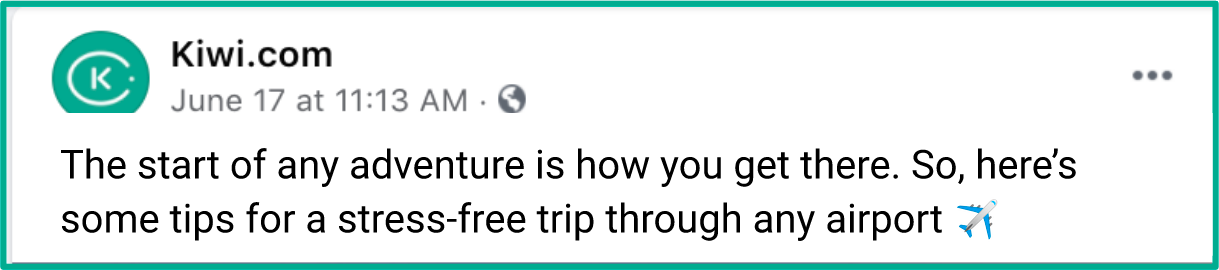 K
Kiwi.com
June 17 at 11:13 AM ·
The start of any adventure is how you get there. So, here’s
some tips for a stress-free trip through any airport ✈️